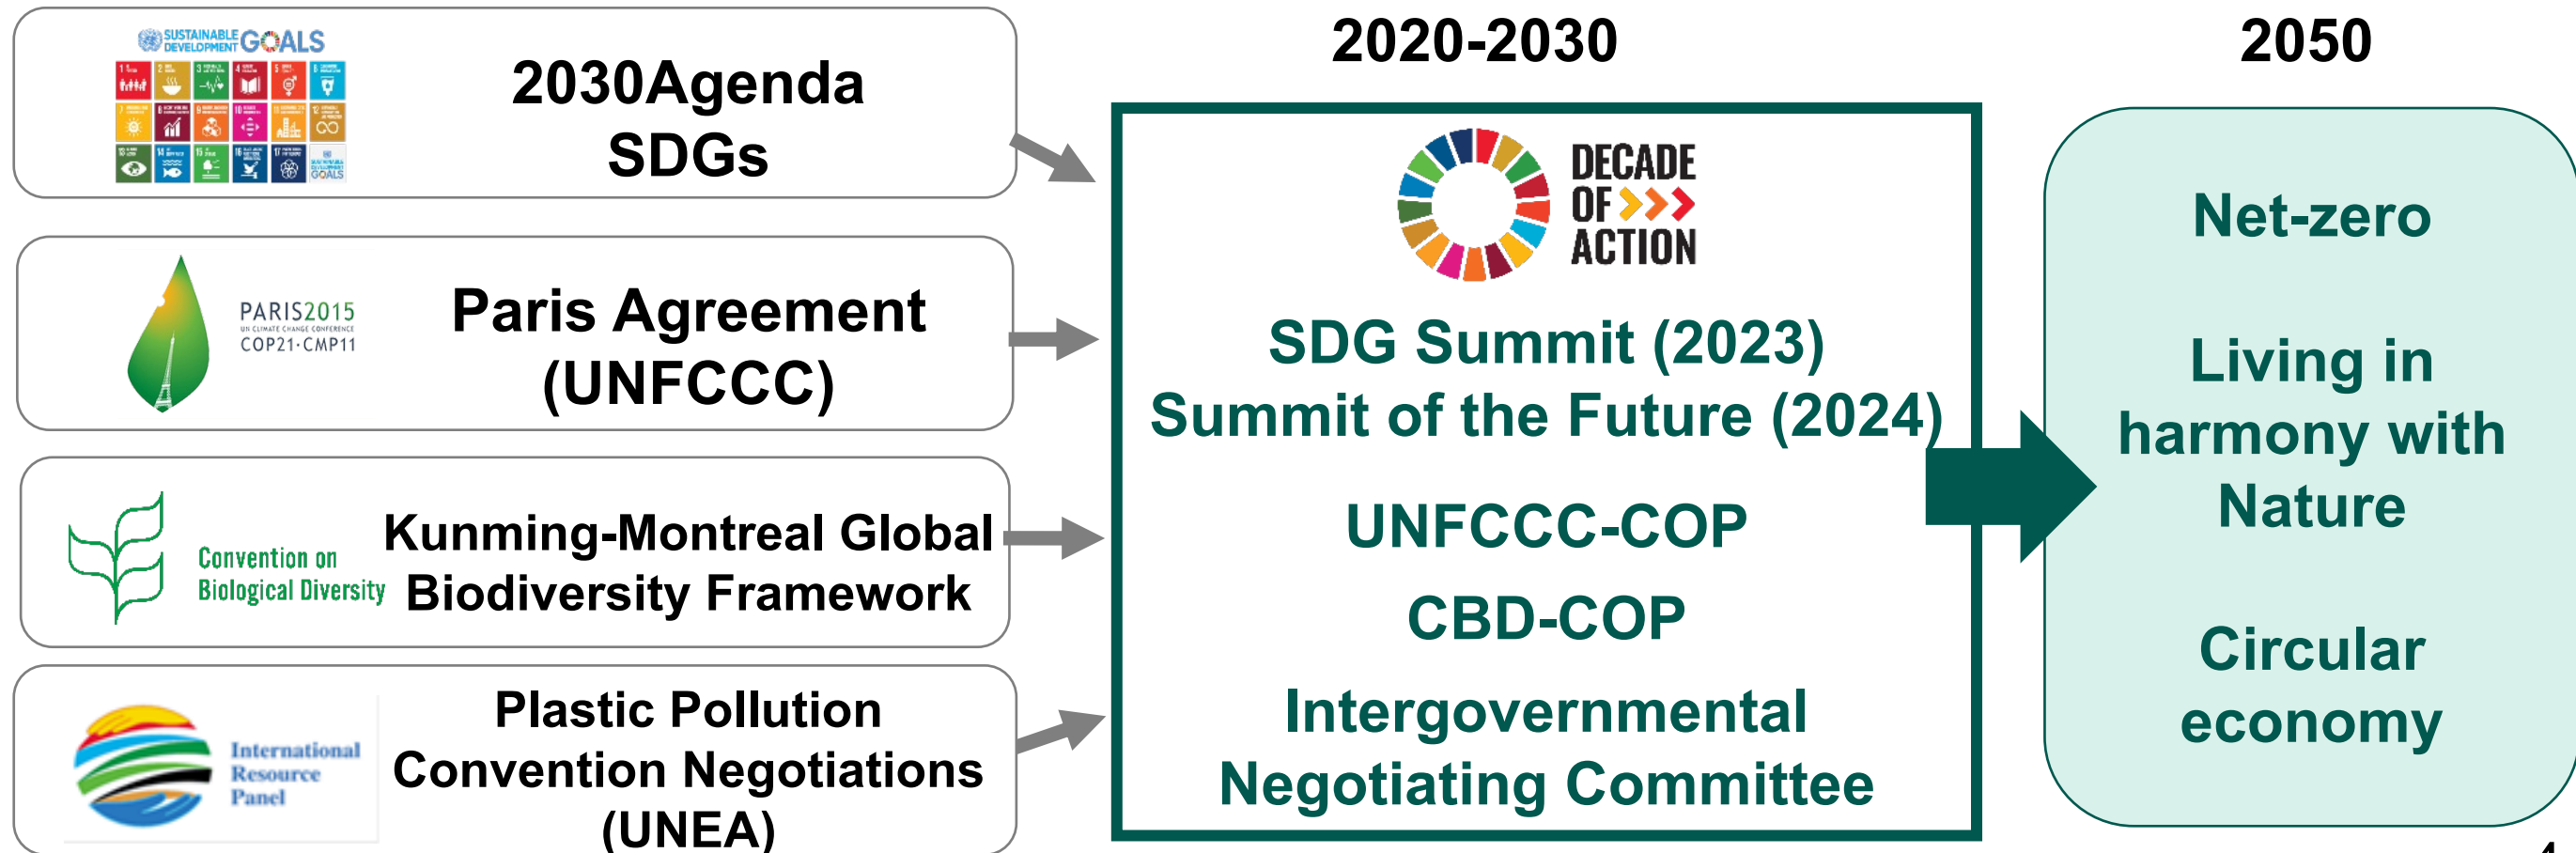 SUSTAINABLE
DEVELOPMENT GOALS
2030Agenda
SDGs
PARIS2015
UN CLIMATE CHANGE CONFERENCE
COP21·CMP11
Paris Agreement
(UNFCCC)
Convention on
Biological Diversity
Kunming-Montreal Global
Biodiversity Framework
International
Resource
Panel
Plastic Pollution
Convention Negotiations
(UNEA)
2020-2030
DECADE
OF
ACTION
SDG Summit (2023)
Summit of the Future (2024)
UNFCCC-COP
CBD-COP
Intergovernmental
Negotiating Committee
2050
Net-zero
Living in
harmony with
Nature
Circular
economy